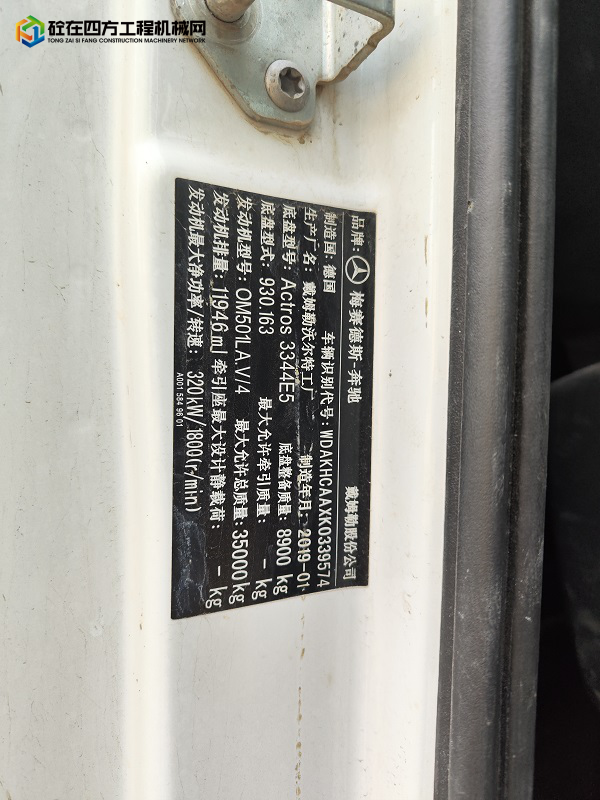 砼在四方工程机械网
TONG ZAI SI FANG CONSTRUCTION MACHINERY NETWORK
品牌: 梅赛德斯-奔驰 戴姆勒股份公司
制造国: 德国 车辆识别代号: WDAKHCAAXK0339574
生产厂名: 戴姆勒沃尔特工厂 制造年月: 2019-01
底盘型号: Actros 3344E5 底盘整备质量: 8900 kg
底盘型式: 930.163 最大允许牵引质量: - kg
发动机型号: OM501LA.V/4 最大允许总质量: 35000 kg
发动机排量: 11946ml 牵引座最大设计静载荷: - kg
发动机最大净功率/转速: 320kW/1800(r/min)
A001 584 96 01